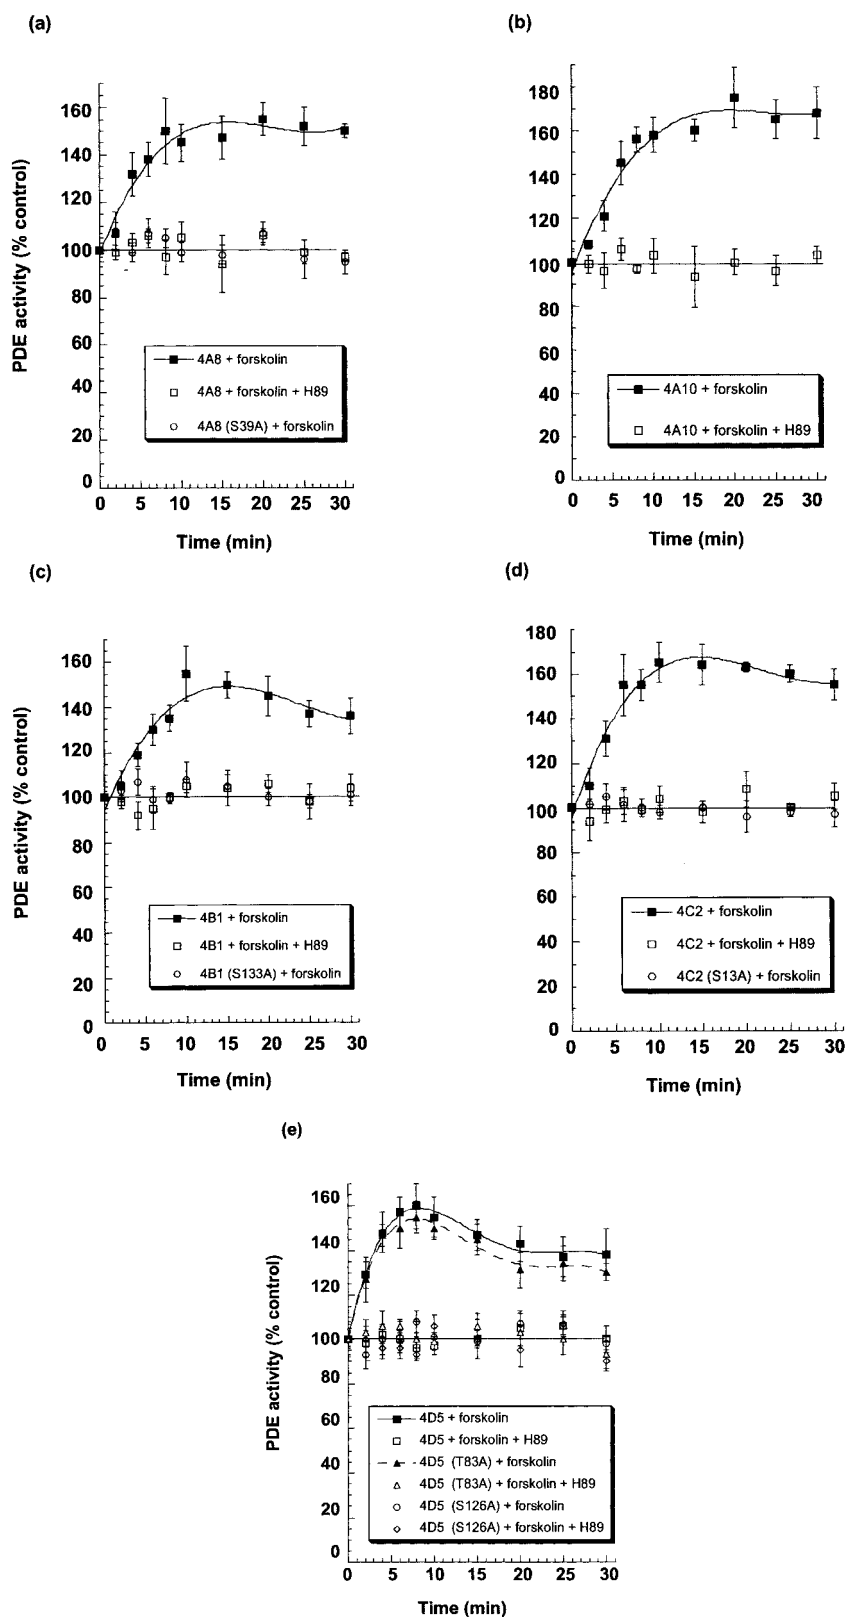 (a)
PDE activity (% control)
160
140
120
100
80
60
40
20
0
4A8 + forskolin
4A8 + forskolin + H89
4A8 (S39A) + forskolin
0 5 10 15 20 25 30
Time (min)
(b)
180
160
140
120
100
80
60
40
20
0
4A10 + forskolin
4A10 + forskolin + H89
0 5 10 15 20 25 30
Time (min)
(c)
PDE activity (% control)
160
140
120
100
80
60
40
20
0
4B1 + forskolin
4B1 + forskolin + H89
4B1 (S133A) + forskolin
0 5 10 15 20 25 30
Time (min)
(d)
180
160
140
120
100
80
60
40
20
0
4C2 + forskolin
4C2 + forskolin + H89
4C2 (S13A) + forskolin
0 5 10 15 20 25 30
Time (min)
(e)
PDE activity (% control)
160
140
120
100
80
60
40
20
0
4D5 + forskolin
4D5 + forskolin + H89
4D5 (T83A) + forskolin
4D5 (T83A) + forskolin + H89
4D5 (S126A) + forskolin
4D5 (S126A) + forskolin + H89
0 5 10 15 20 25 30
Time (min)